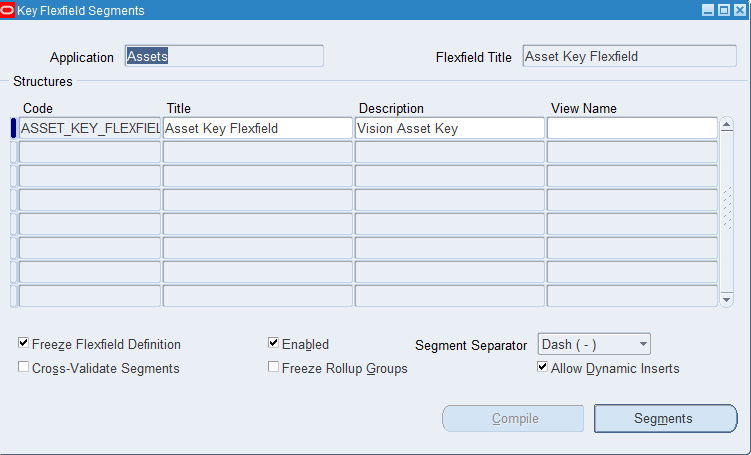 Key Flexfield Segments
Application Assets Flexfield Title Asset Key Flexfield
Structures
Code Title Description View Name
ASSET_KEY_FLEXFIEL Asset Key Flexfield Vision Asset Key
Freeze Flexfield Definition Enabled Segment Separator Dash ( - )
Cross-Validate Segments Freeze Rollup Groups Allow Dynamic Inserts
Compile Segments